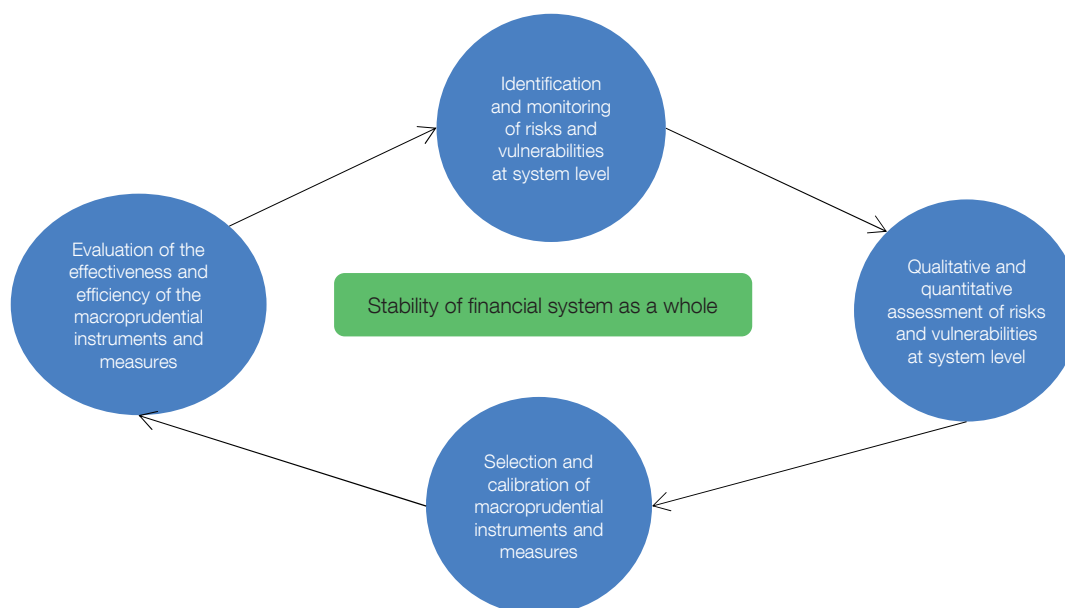 Identification
and monitoring
of risks and
vulnerabilities
at system level
Evaluation of the
effectiveness and
efficiency of the
macroprudential
instruments and
measures
Stability of financial system as a whole
Qualitative and
quantitative
assessment of risks
and vulnerabilities
at system level
Selection and
calibration of
macroprudential
instruments and
measures